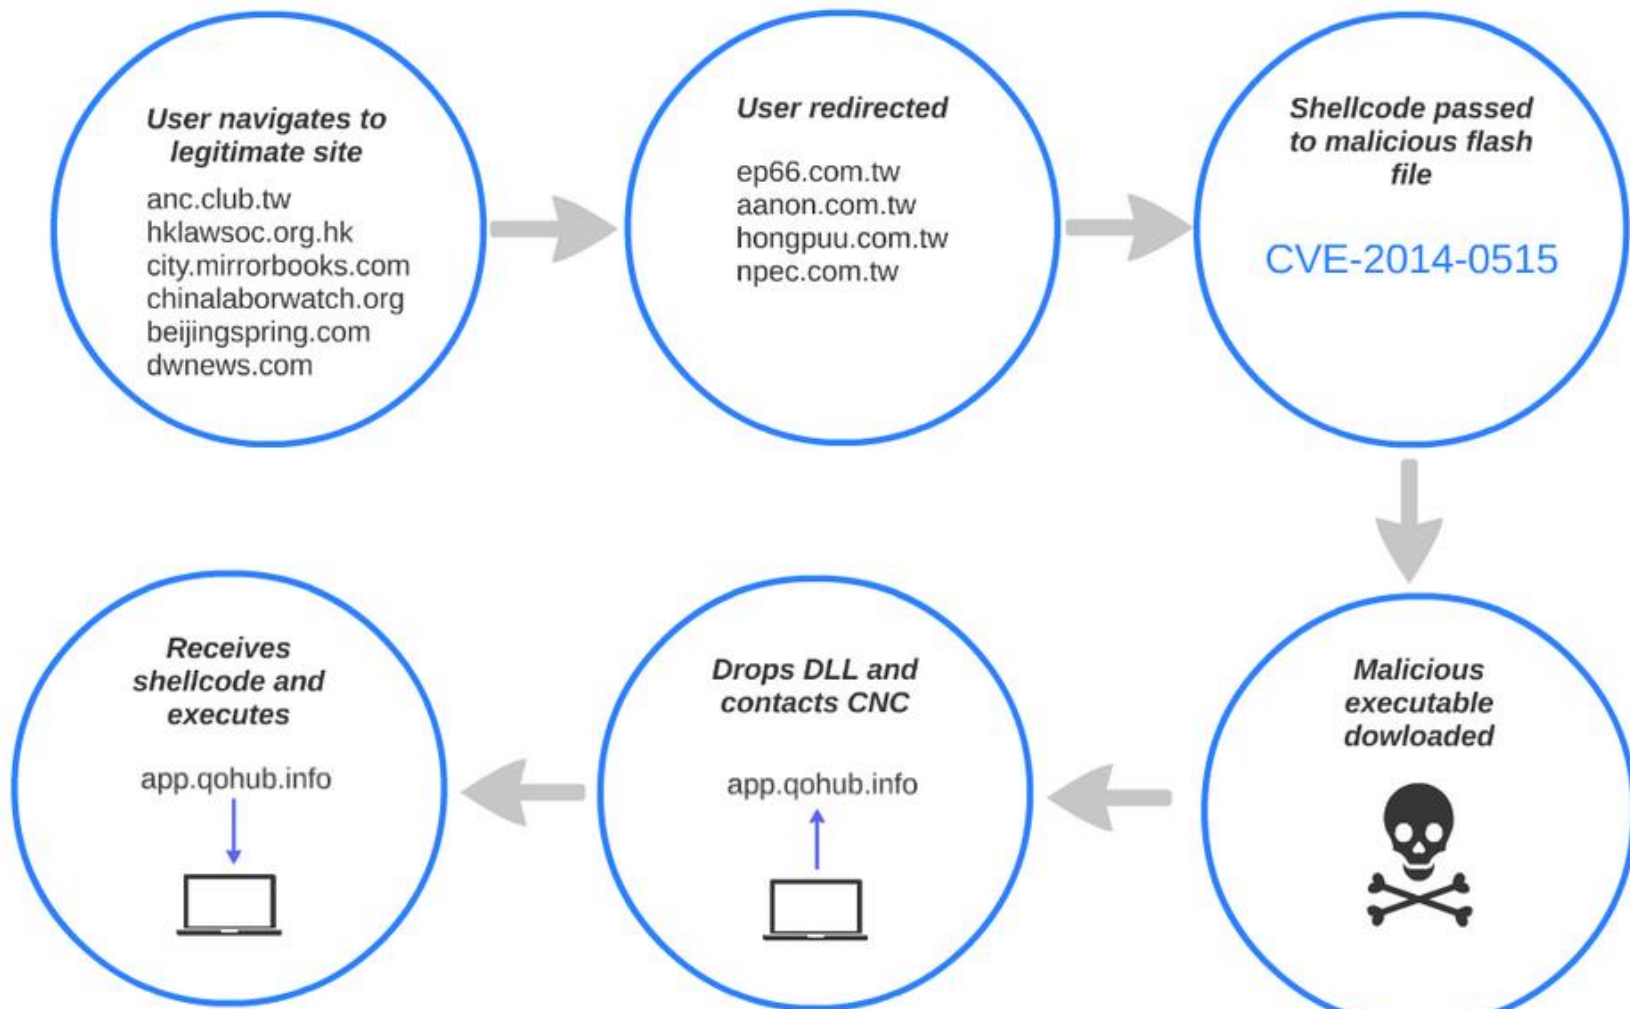 User navigates to
legitimate site
anc.club.tw
hklawsoc.org.hk
city.mirrorbooks.com
chinalaborwatch.org
beijingspring.com
dwnews.com
User redirected
ep66.com.tw
aanon.com.tw
hongpuu.com.tw
npec.com.tw
Shellcode passed
to malicious flash
file
CVE-2014-0515
Malicious
executable
dowloaded
Drops DLL and
contacts CNC
app.qohub.info
Receives
shellcode and
executes
app.qohub.info